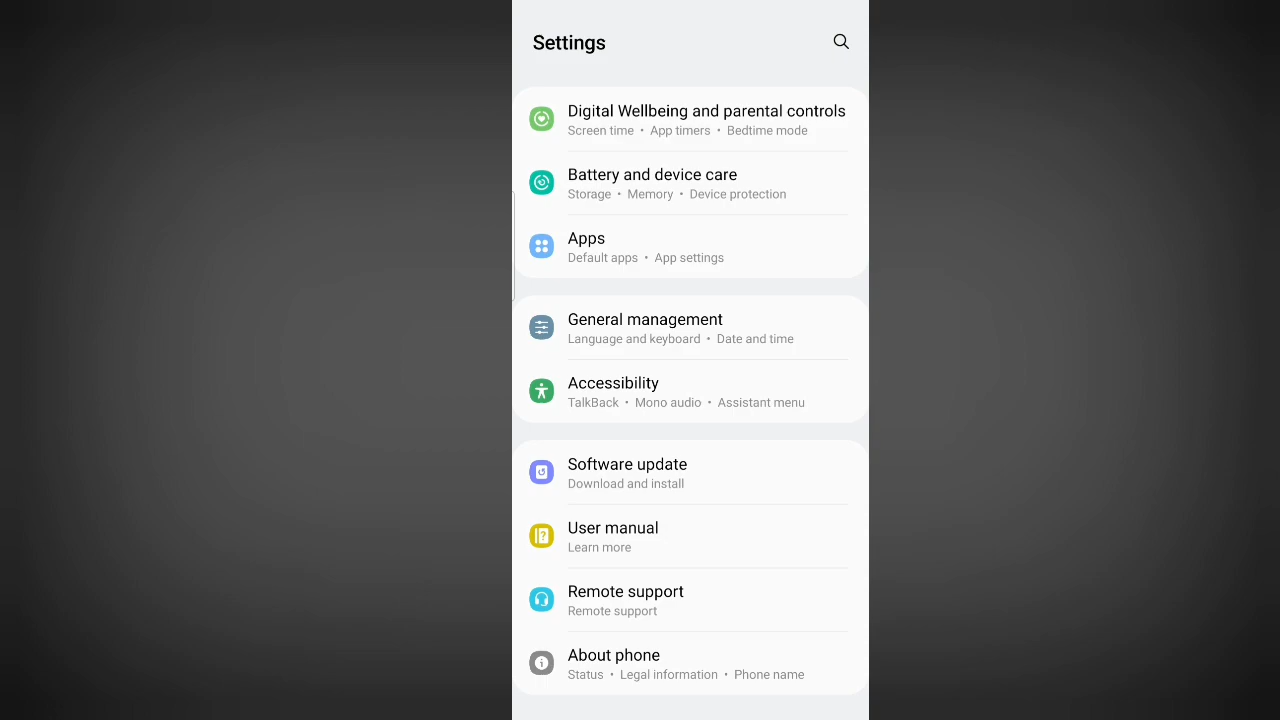 Settings
Digital Wellbeing and parental controls
Screen time • App timers • Bedtime mode
Battery and device care
Storage • Memory • Device protection
Apps
Default apps • App settings
General management
Language and keyboard • Date and time
Accessibility
TalkBack • Mono audio • Assistant menu
Software update
Download and install
User manual
Learn more
Remote support
Remote support
About phone
Status • Legal information • Phone name